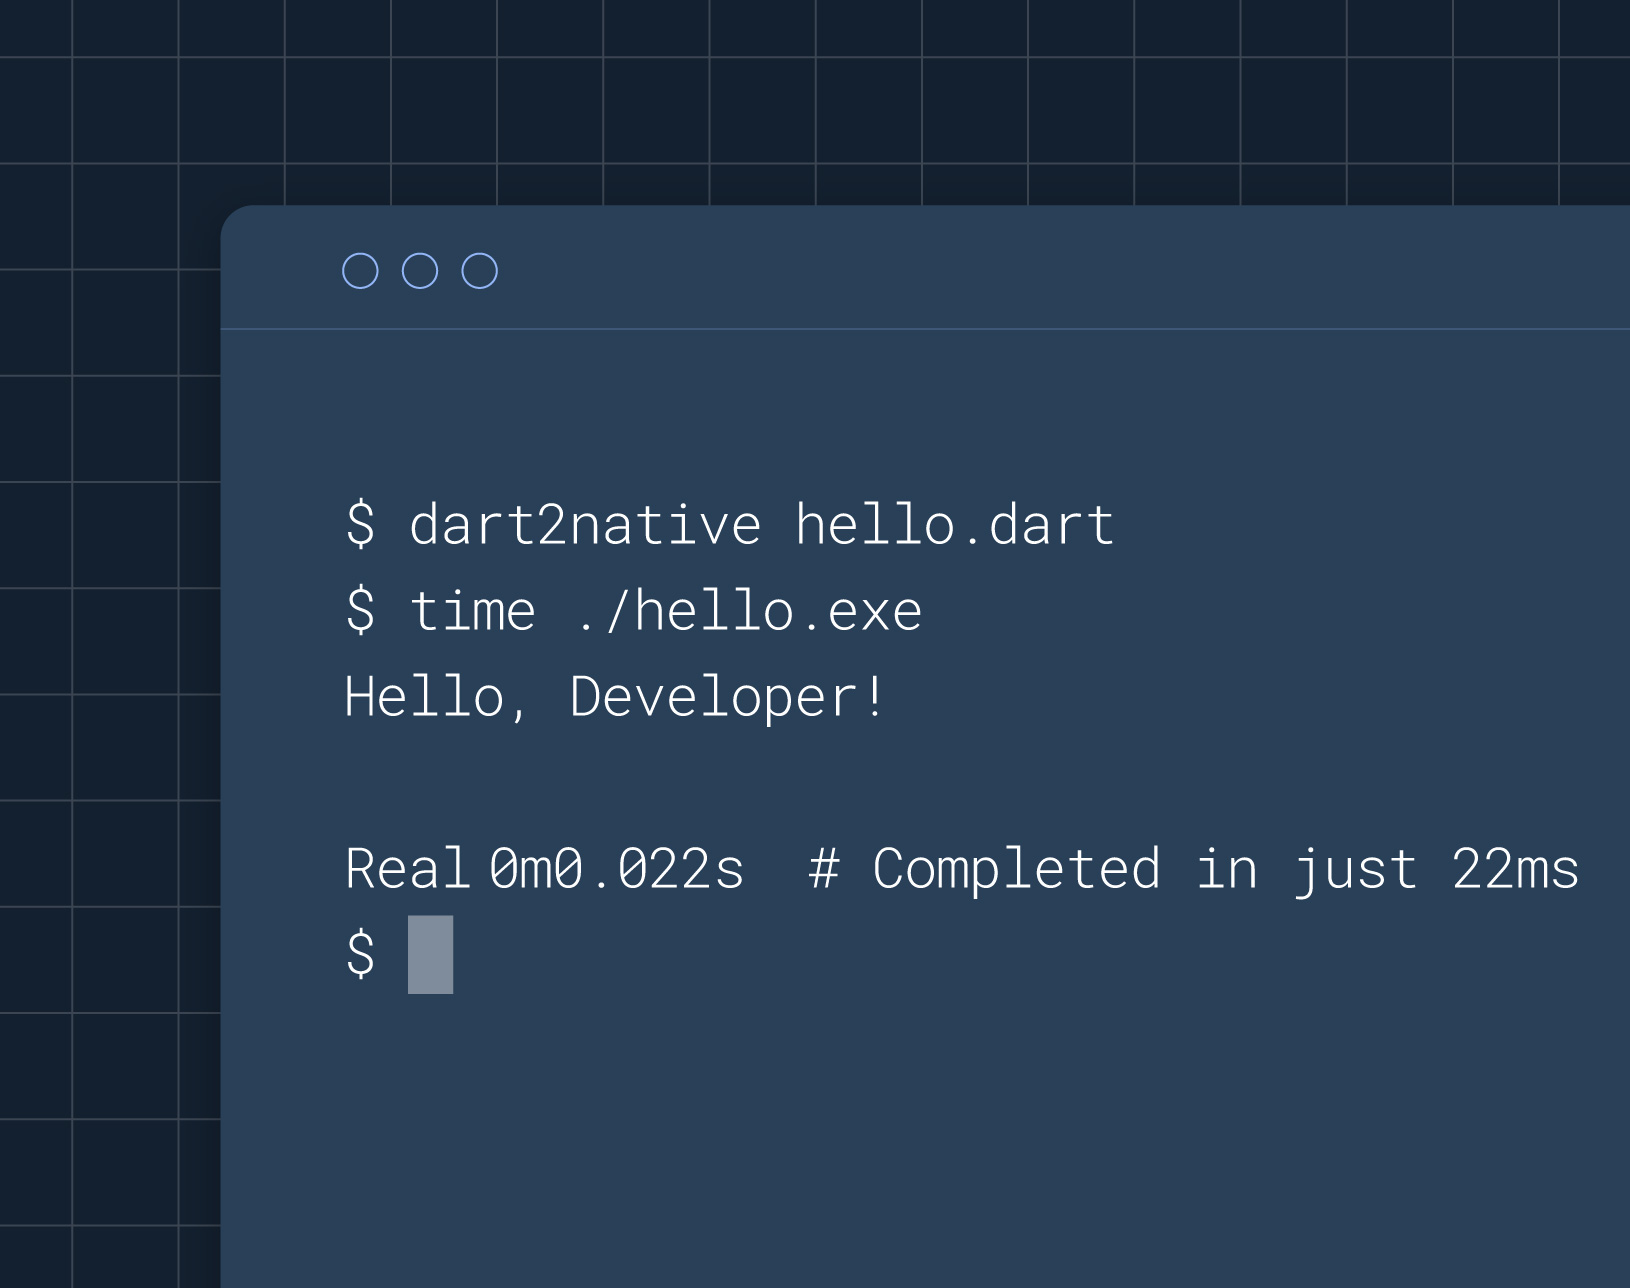 $ dart2native hello.dart
$ time ./hello.exe
Hello, Developer!
Real 0m0.022s  # Completed in just 22ms
$